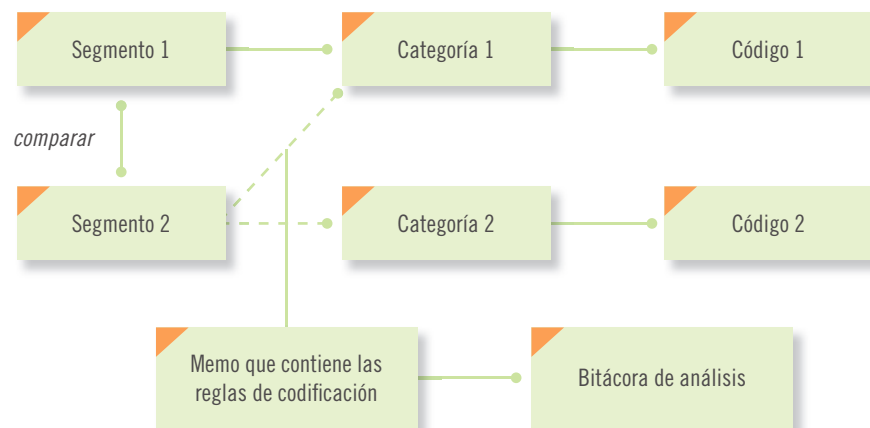 Segmento 1
Categoría 1
Código 1
comparar
Segmento 2
Categoría 2
Código 2
Memo que contiene las
reglas de codificación
Bitácora de análisis